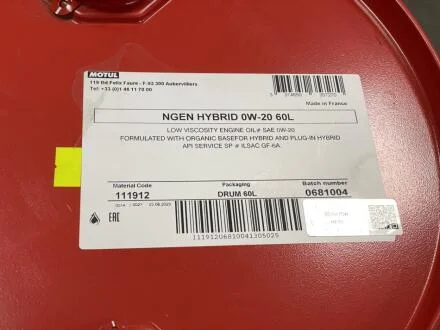 MOTUL
119 Bd Felix Faure - F-93 300 Aubervilliers
Tel: +33 (0)1 48 11 70 00
Made in France
NGEN HYBRID 0W-20 60L
LOW VISCOSITY ENGINE OIL# SAE 0W-20
FORMULATED WITH ORGANIC BASEFOR HYBRID AND PLUG-IN HYBRID
API SERVICE SP # ILSAC GF-6A
Material Code Packaging Batch number
111912 DRUM 60L 0681004
EAC
11191206810041305025